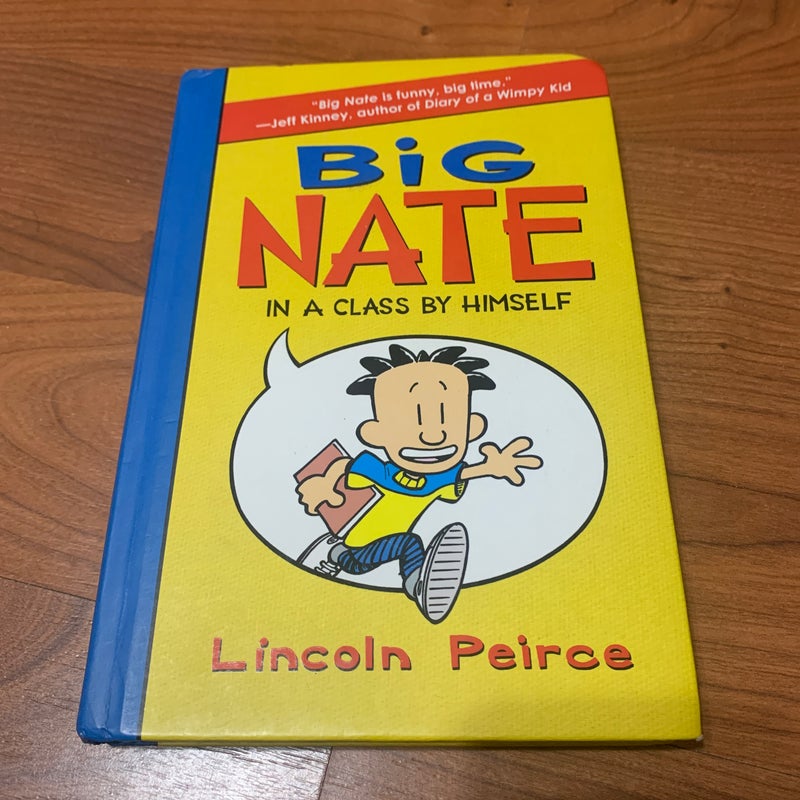 "Big Nate is funny, big time."
—Jeff Kinney, author of Diary of a Wimpy Kid
BiG
NATE
IN A CLASS BY HIMSELF
Lincoln Peirce